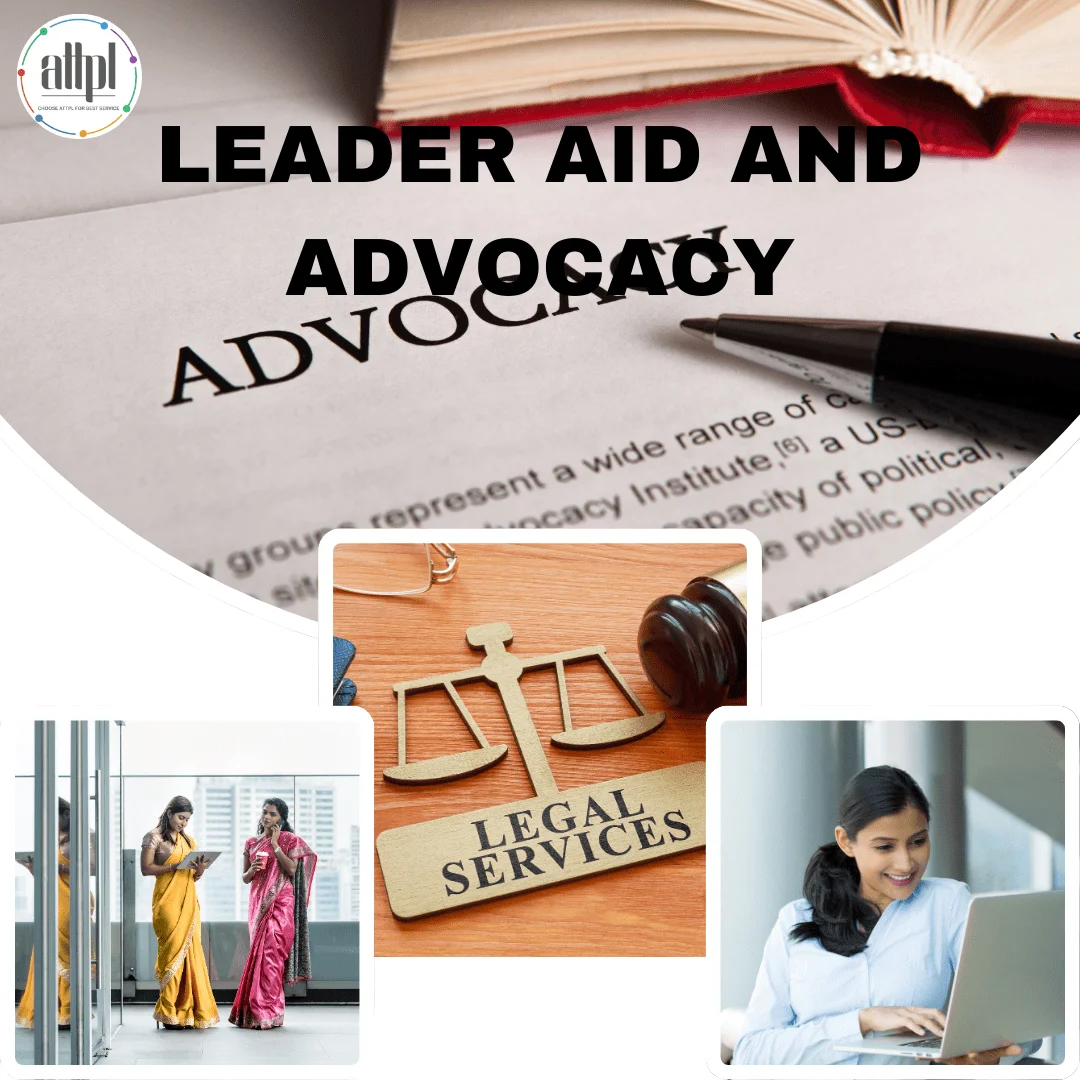 attpl
CHOOSE ATTPL FOR BEST SERVICE
LEADER AID AND
ADVOCACY
ADVOCACY
represent a wide range of
Institute,[6] a US-
capacity of political,
public policy
LEGAL
SERVICES